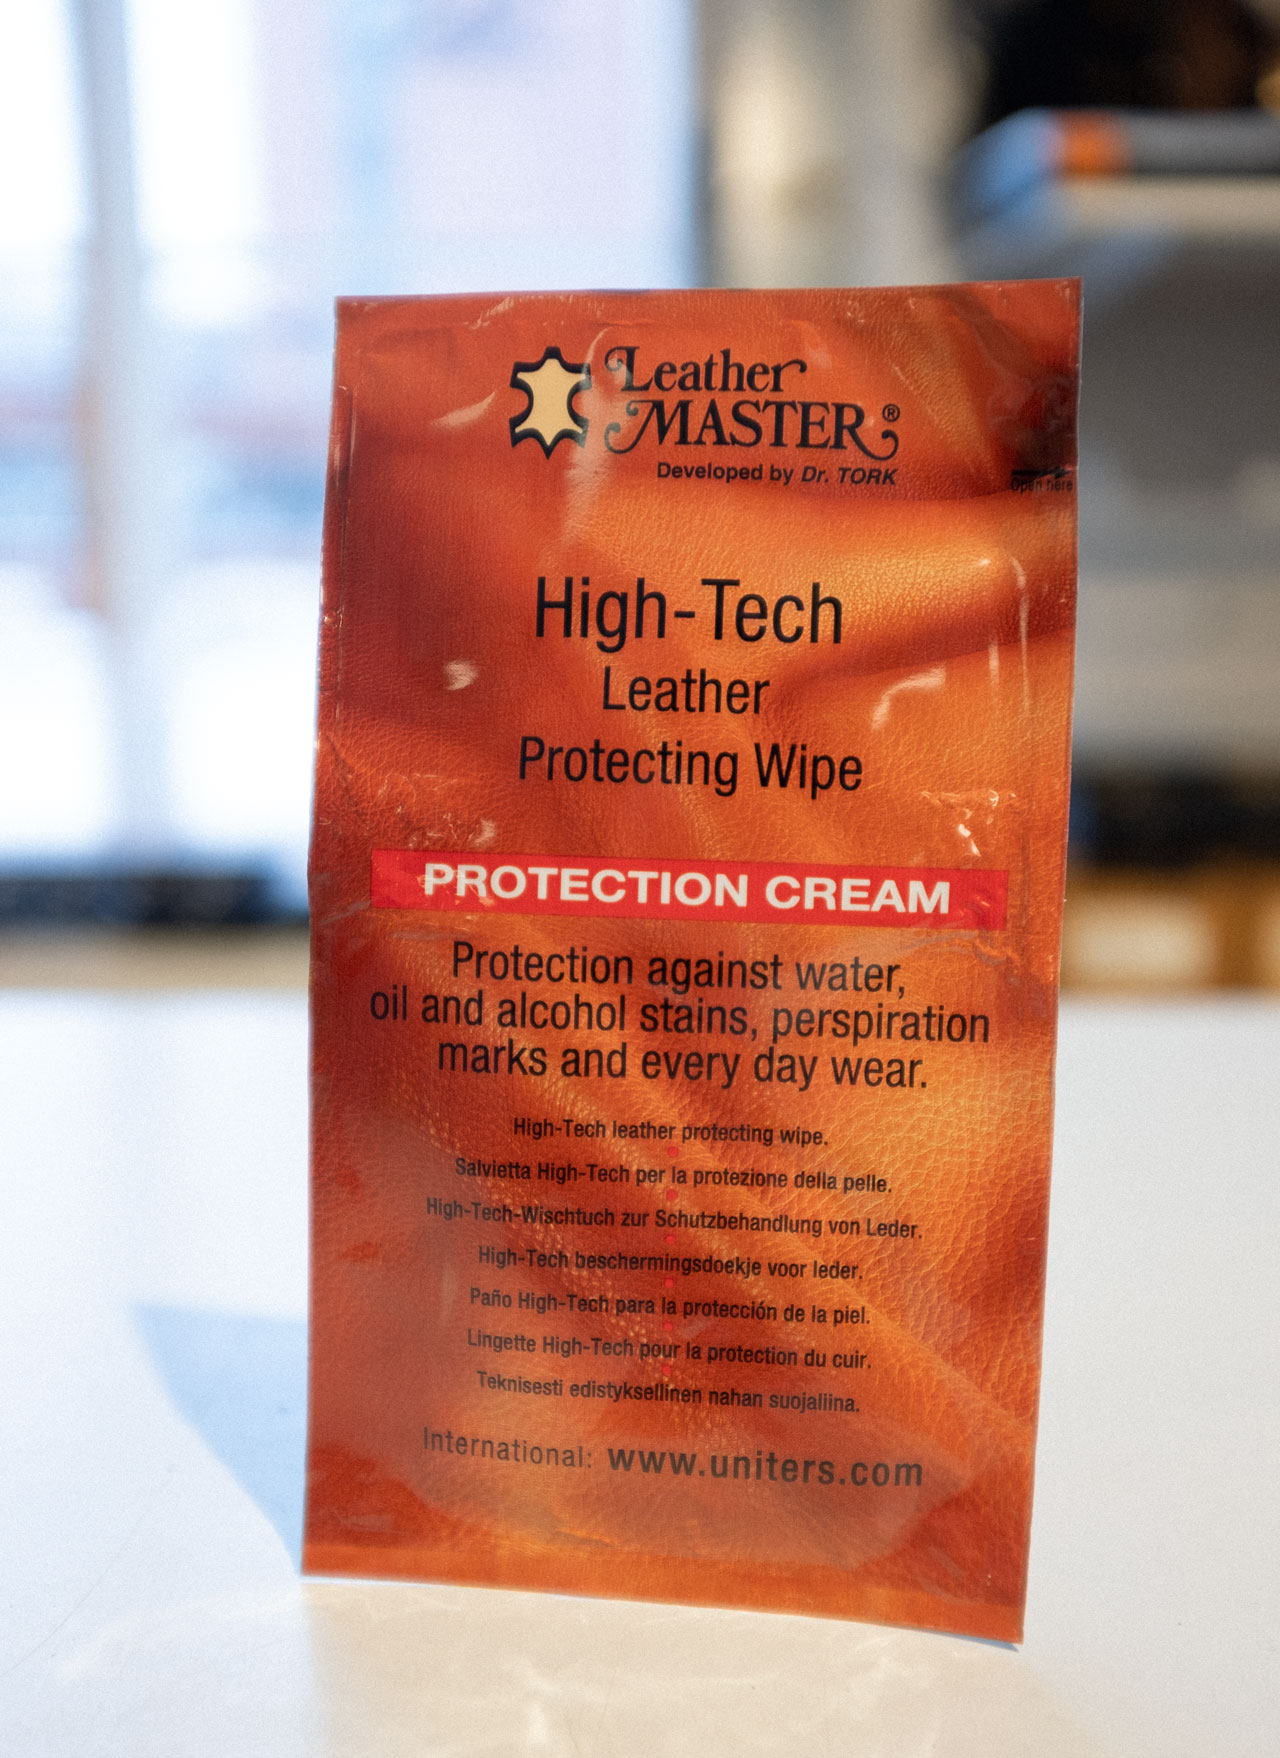 Leather
MASTER®
Developed by Dr. TORK
Open here
High-Tech
Leather
Protecting Wipe
PROTECTION CREAM
Protection against water,
oil and alcohol stains, perspiration
marks and every day wear.
High-Tech leather protecting wipe.
Salvietta High-Tech per la protezione della pelle.
High-Tech-Wischtuch zur Schutzbehandlung von Leder.
High-Tech beschermingsdoekje voor leder.
Paño High-Tech para la protección de la piel.
Lingette High-Tech pour la protection du cuir.
Teknisesti edistyksellinen nahan suojaliina.
International: www.uniters.com